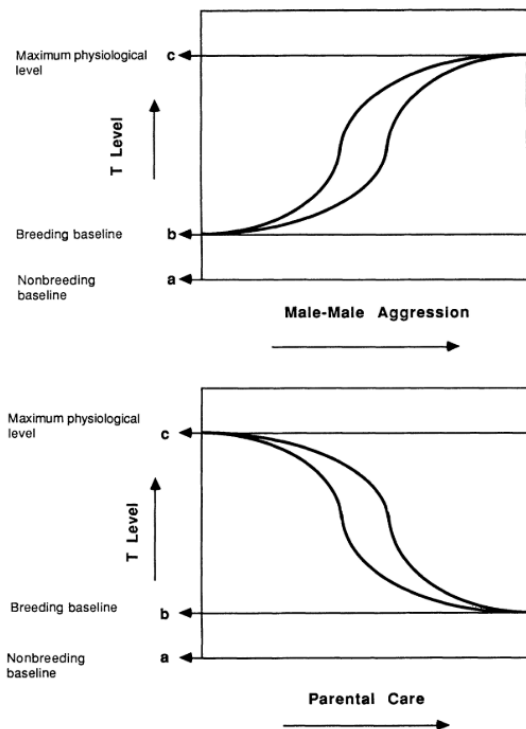 Maximum physiological
level
c
T Level
Breeding baseline
b
Nonbreeding
baseline
a
Male-Male Aggression
Maximum physiological
level
c
T Level
Breeding baseline
b
Nonbreeding
baseline
a
Parental Care